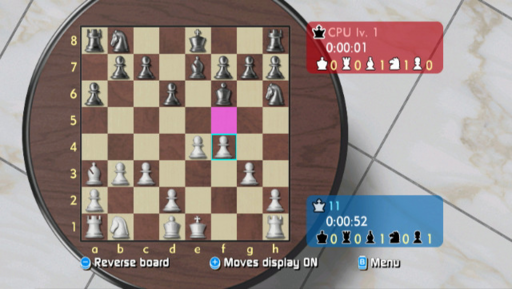 CPU lv. 1
0:00:01
0 0 1 1 0
8
7
6
5
4
3
2
1
a b c d e f g h
11
0:00:52
0 0 1 0 1
- Reverse board
+ Moves display ON
Menu